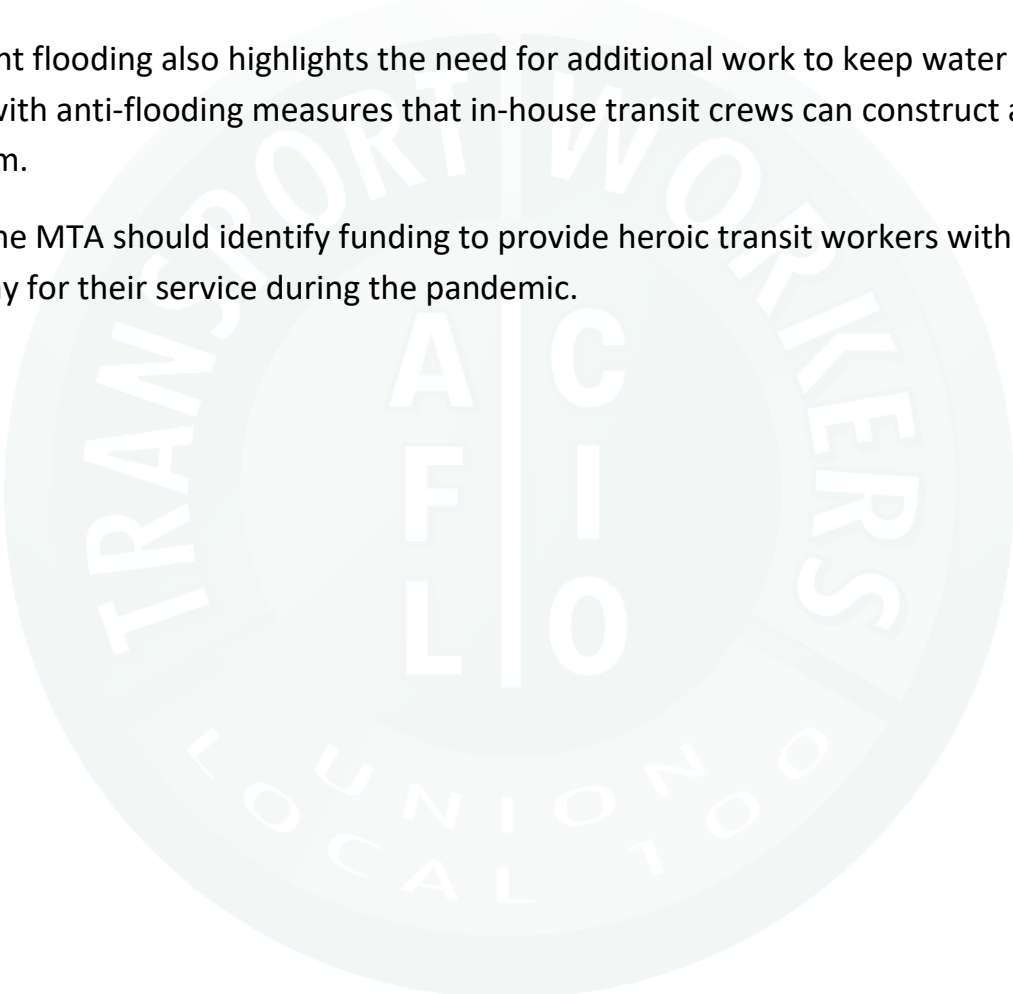 nt flooding also highlights the need for additional work to keep water
with anti-flooding measures that in-house transit crews can construct a
m.
he MTA should identify funding to provide heroic transit workers with
ay for their service during the pandemic.
TRANSPORT WORKERS
A C
F I
L O
UNION
LOCAL 100